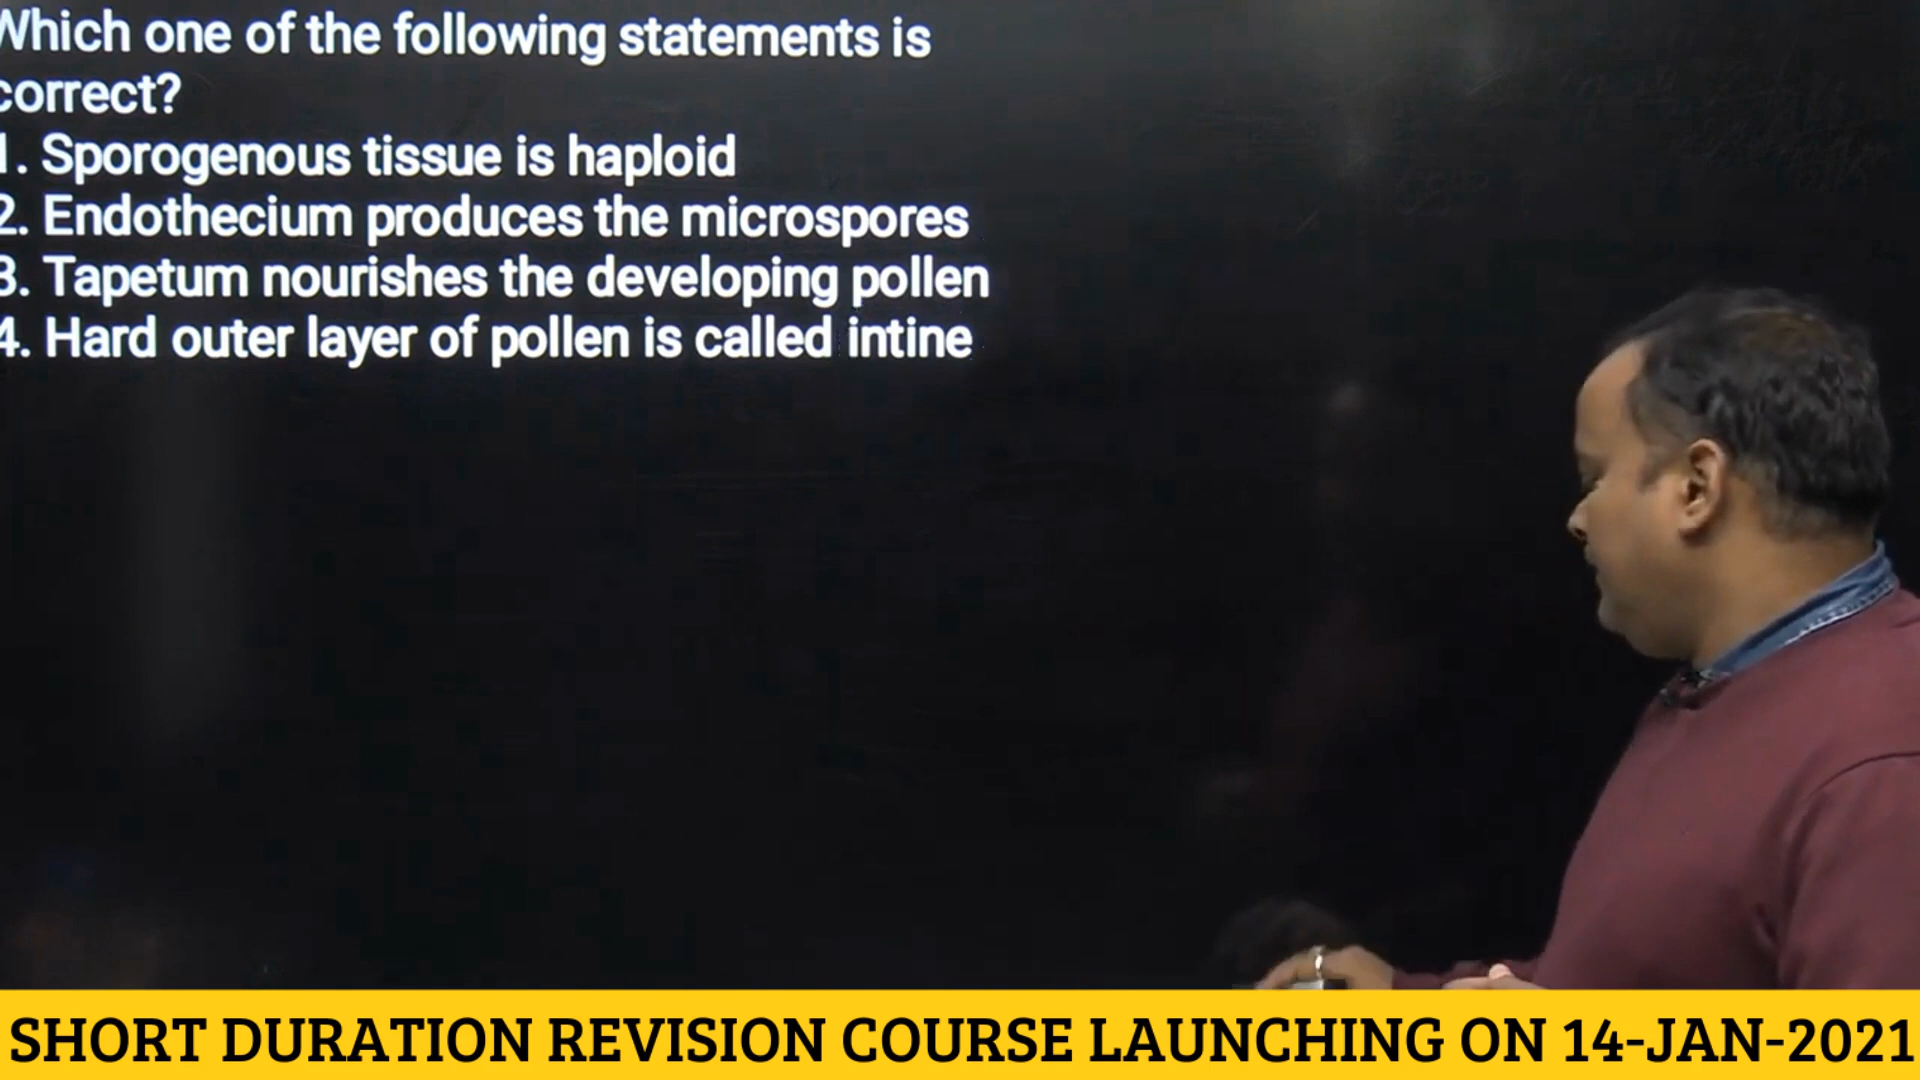 Which one of the following statements is
correct?
1. Sporogenous tissue is haploid
2. Endothecium produces the microspores
3. Tapetum nourishes the developing pollen
4. Hard outer layer of pollen is called intine
SHORT DURATION REVISION COURSE LAUNCHING ON 14-JAN-2021